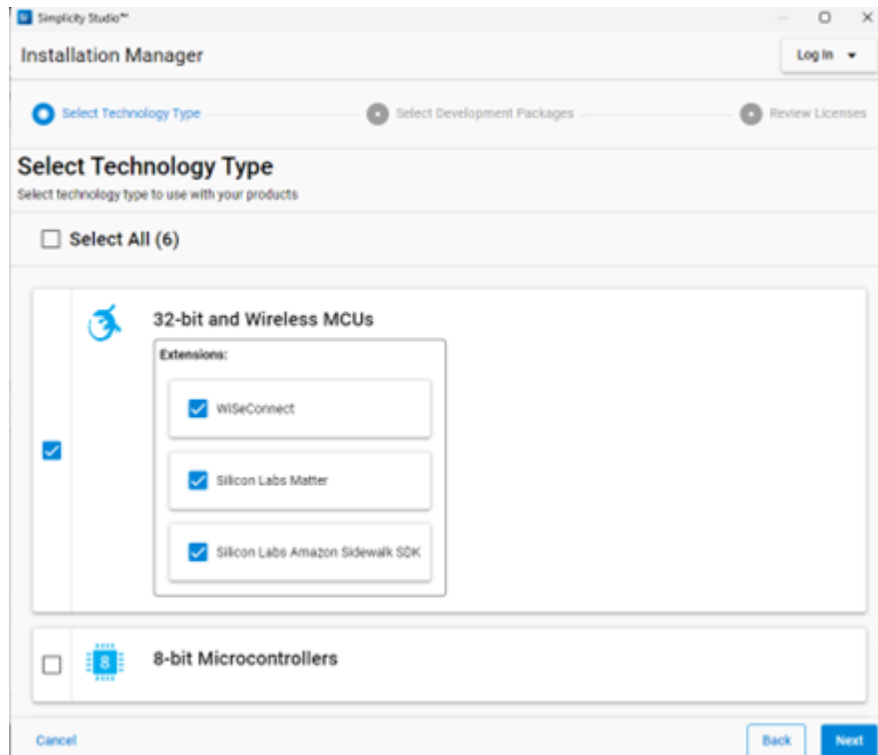 Simplicity Studio™
Installation Manager
Log In
Select Technology Type
Select Development Packages
Review Licenses
Select Technology Type
Select technology type to use with your products
Select All (6)
32-bit and Wireless MCUs
Extensions:
WiSeConnect
Silicon Labs Matter
Silicon Labs Amazon Sidewalk SDK
8
8-bit Microcontrollers
Cancel
Back
Next